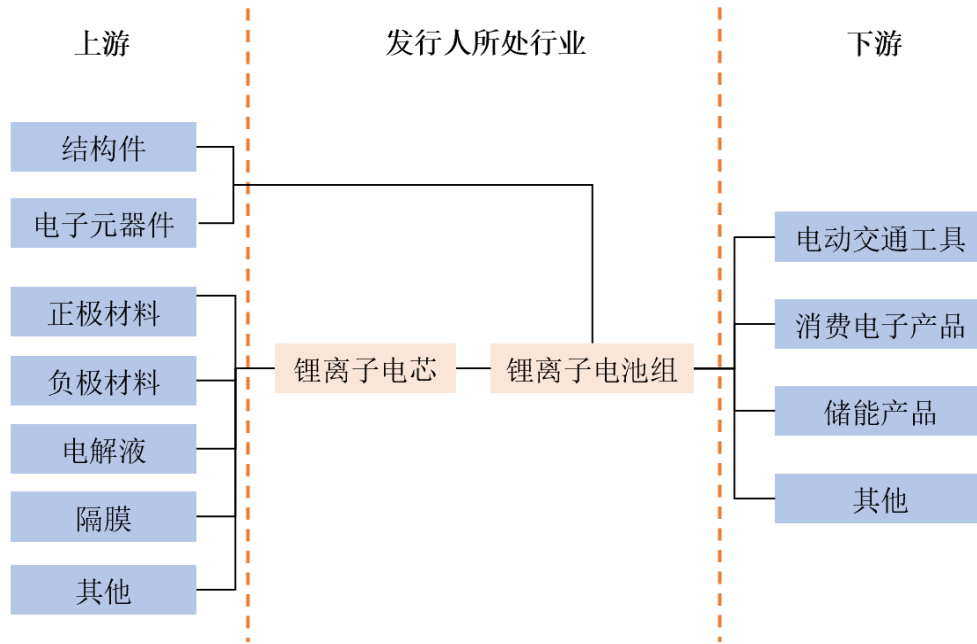 上游
发行人所处行业
下游
结构件
电子元器件
正极材料
负极材料
电解液
隔膜
其他
锂离子电芯
锂离子电池组
电动交通工具
消费电子产品
储能产品
其他